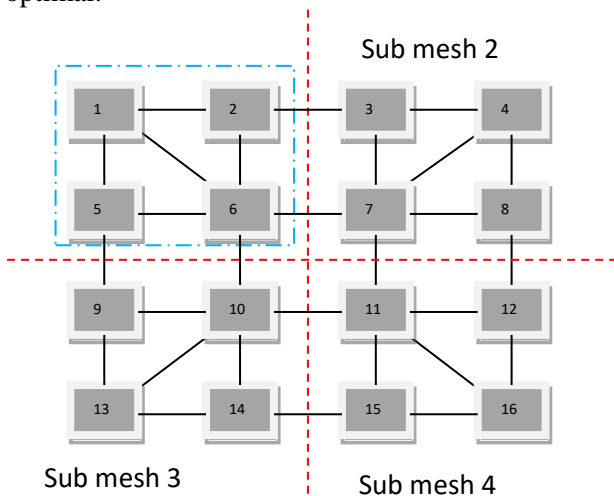 optimal.
Sub mesh 2
1 2 3 4
5 6 7 8
9 10 11 12
13 14 15 16
Sub mesh 3
Sub mesh 4